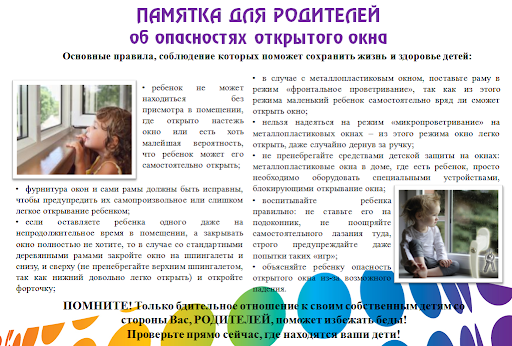 ПАМЯТКА ДЛЯ РОДИТЕЛЕЙ
об опасностях открытого окна
Основные правила, соблюдение которых поможет сохранить жизнь и здоровье детей:
• ребенок не может
находиться без
присмотра в помещении,
где открыто настежь
окно или есть хоть
малейшая вероятность,
что ребенок может его
самостоятельно открыть;
• фурнитура окон и сами рамы должны быть исправны,
чтобы предупредить их самопроизвольное или слишком
легкое открывание ребенком;
• если оставляете ребенка одного даже на
непродолжительное время в помещении, а закрывать
окно полностью не хотите, то в случае со стандартными
деревянными рамами закройте окно на шпингалеты и
снизу, и сверху (не пренебрегайте верхним шпингалетом,
так как нижний довольно легко открыть) и откройте
форточку;
• в случае с металлопластиковым окном, поставьте раму в
режим «фронтальное проветривание», так как из этого
режима маленький ребенок самостоятельно вряд ли сможет
открыть окно;
• нельзя надеяться на режим «микропроветривание» на
металлопластиковых окнах – из этого режима окно легко
открыть, даже случайно дернув за ручку;
• не пренебрегайте средствами детской защиты на окнах:
металлопластиковые окна в доме, где есть ребенок, просто
необходимо оборудовать специальными устройствами,
блокирующими открывание окна;
• воспитывайте ребенка
правильно: не ставьте его на
подоконник, не поощряйте
самостоятельного лазания туда,
строго предупреждайте даже
попытки таких «игр»;
• объясняйте ребенку опасность
открытого окна из-за возможного
падения.
ПОМНИТЕ! Только бдительное отношение к своим собственным детям со
стороны Вас, РОДИТЕЛЕЙ, поможет избежать беды!
Проверьте прямо сейчас, где находятся ваши дети!